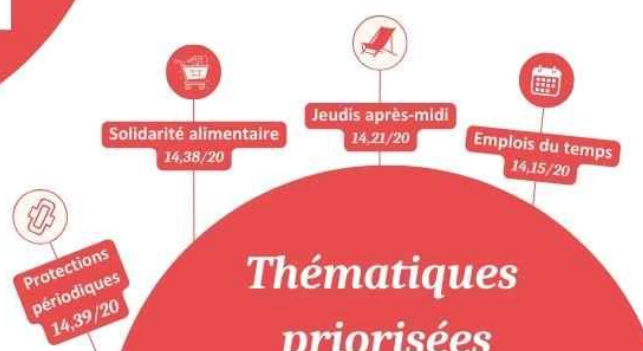 Jeudis après-midi
14,21/20
Solidarité alimentaire
14,38/20
Emplois du temps
14,15/20
Protections
périodiques
14,39/20
Thématiques
priorisées